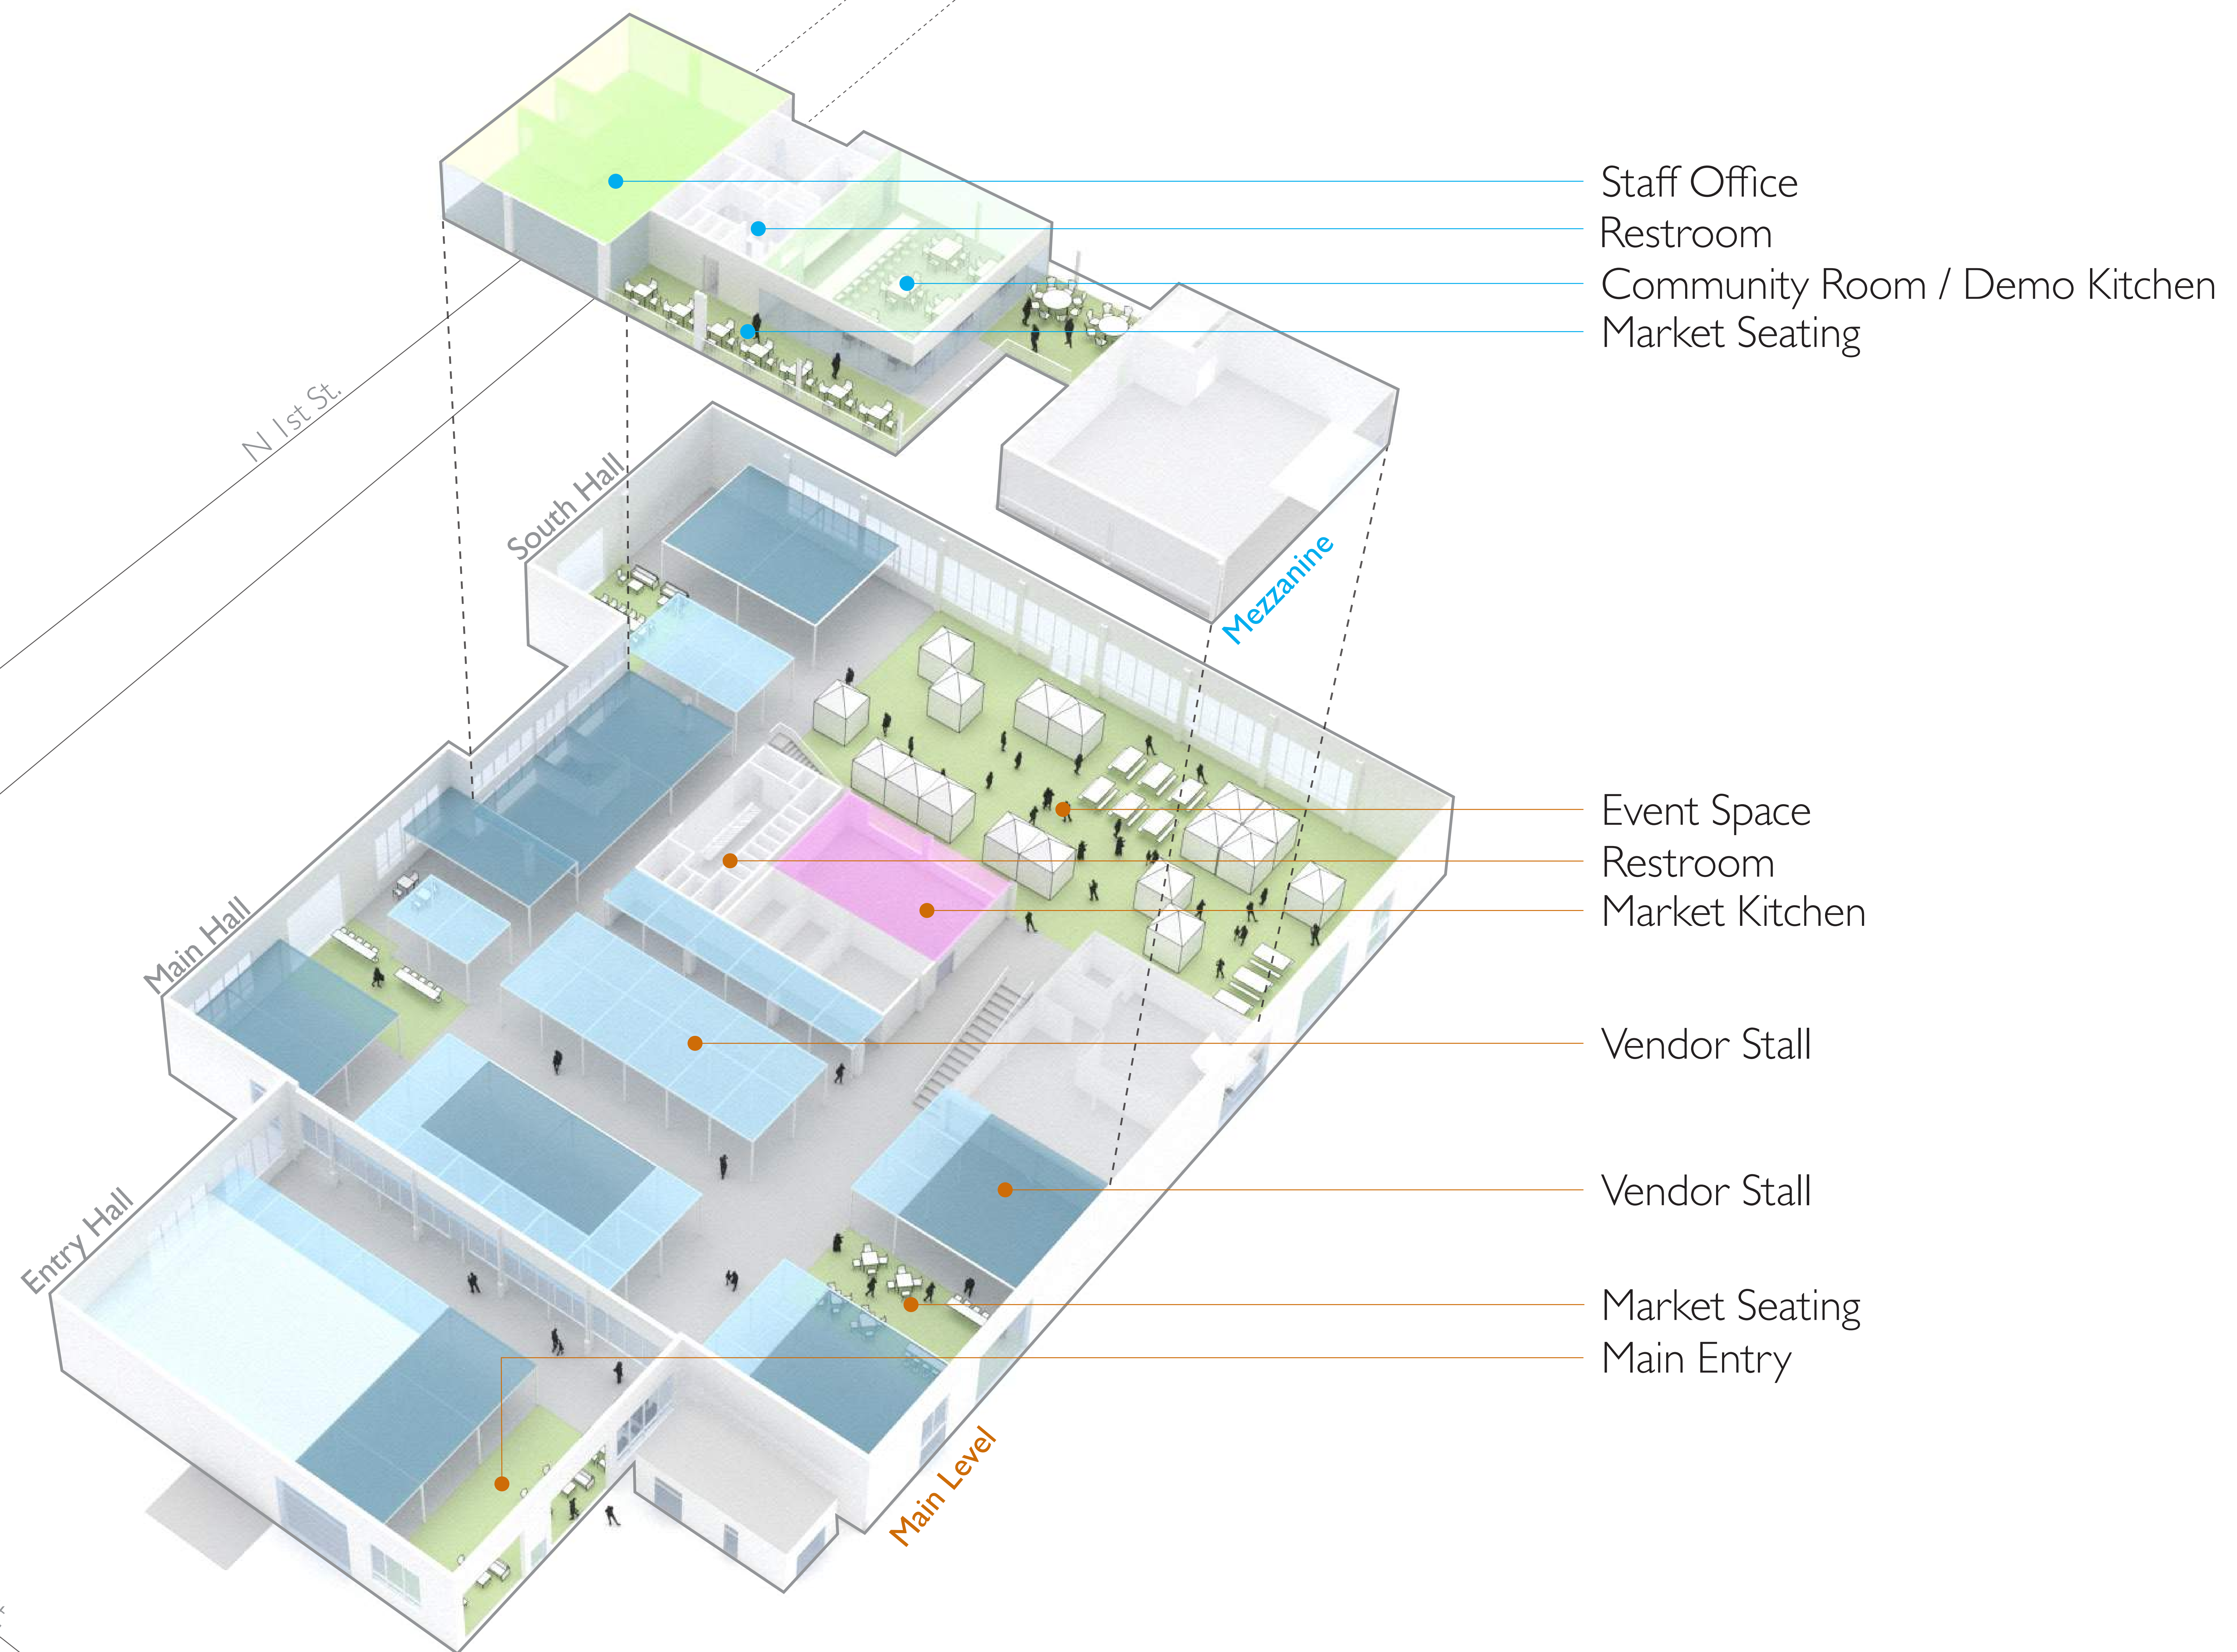 Staff Office
Restroom
Community Room / Demo Kitchen
Market Seating
N 1st St.
South Hall
Mezzanine
Event Space
Restroom
Market Kitchen
Main Hall
Vendor Stall
Vendor Stall
Entry Hall
Market Seating
Main Entry
Main Level